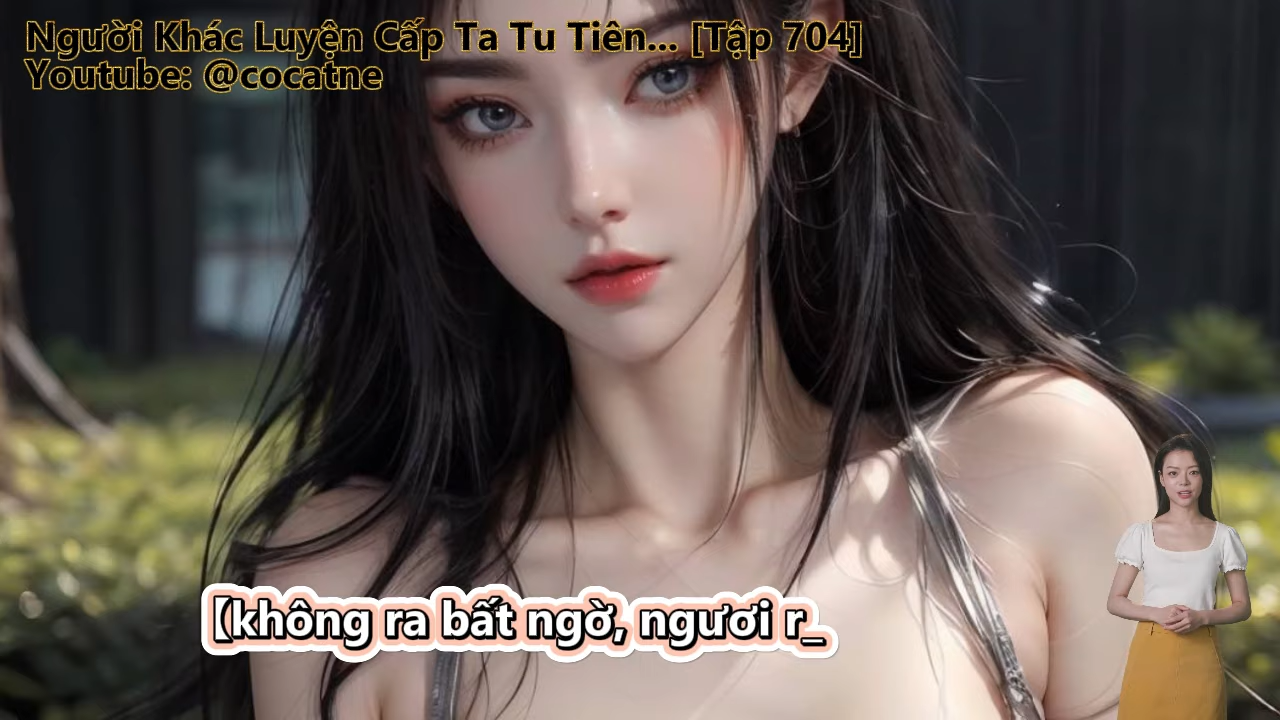 Người Khác Luyện Cấp Ta Tu Tiên... [Tập 704]
Youtube: @cocatne
【không ra bất ngờ, ngươi r_